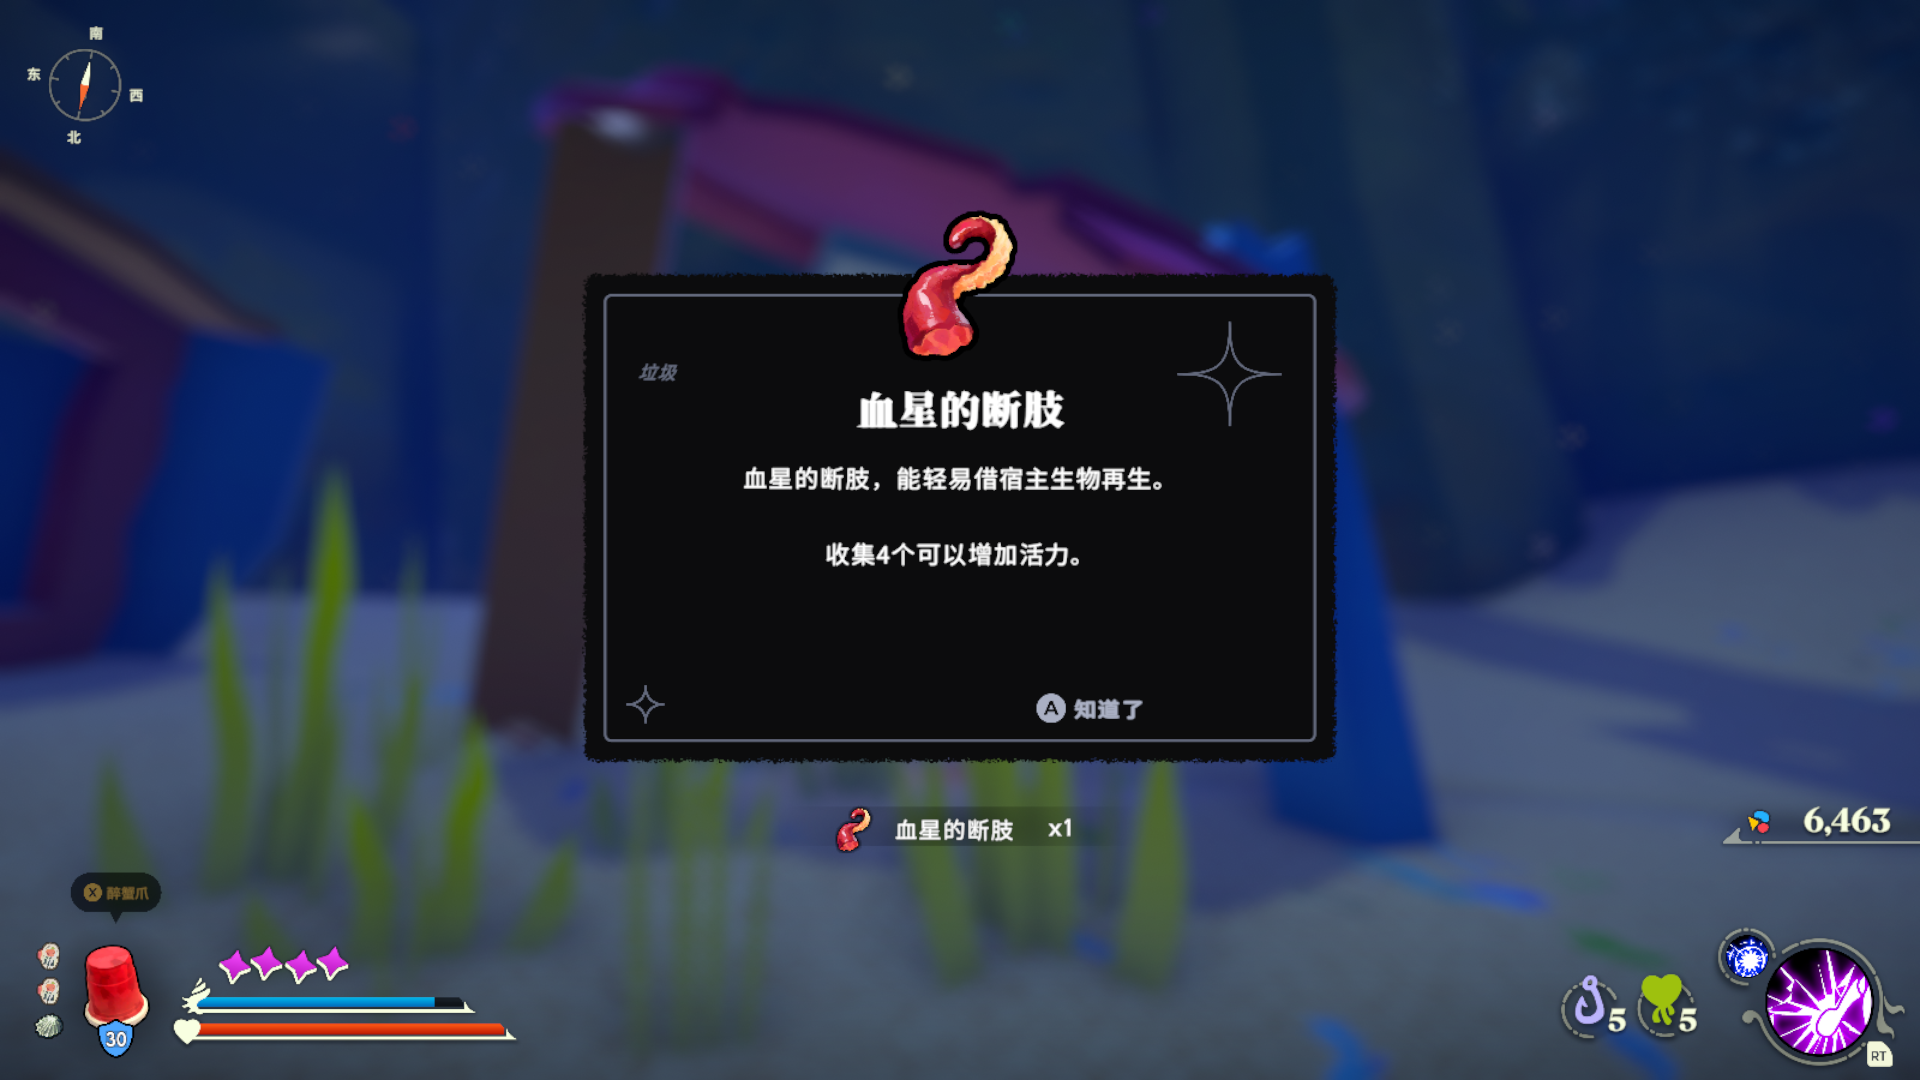 南
东
西
北
垃圾
血星的断肢
血星的断肢，能轻易借宿主生物再生。
收集4个可以增加活力。
A 知道了
血星的断肢 x1
6,463
X 醉蟹爪
30
5
5
RT